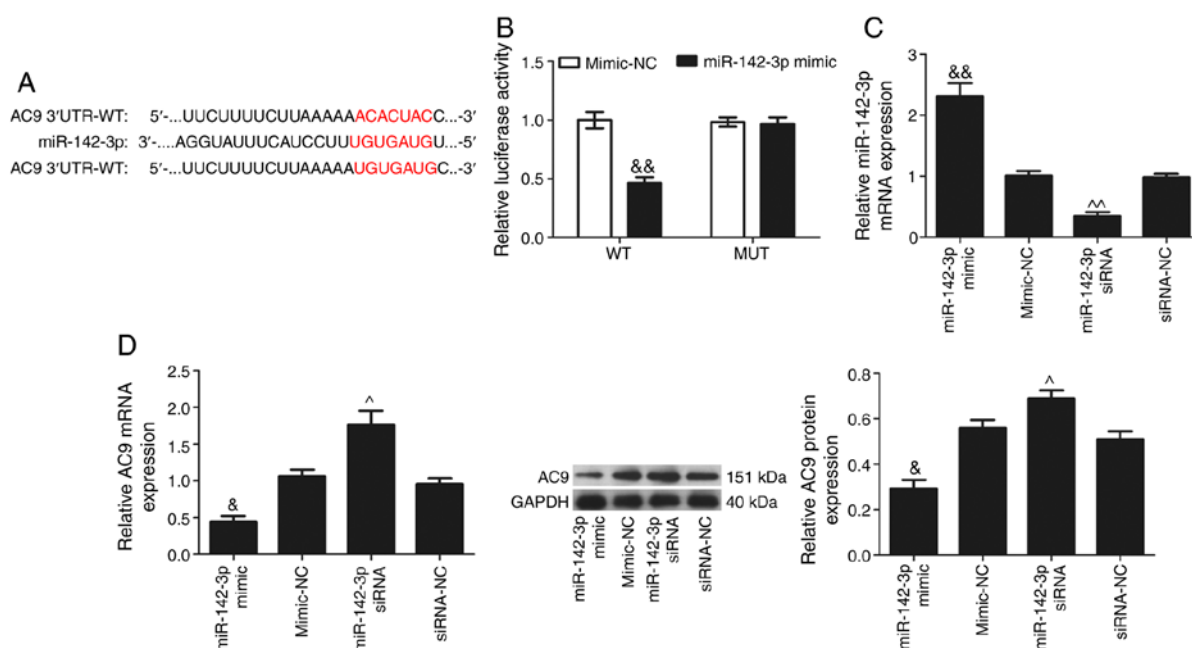 A
AC9 3′UTR-WT: 5′-...UUCUUUUCUUAAAAAACACUACC...-3′
miR-142-3p: 3′-...AGGUAUUUCAUCCUUUGUGAUGU...-5′
AC9 3′UTR-WT: 5′-...UUCUUUUCUUAAAAAUGUGAUGC...-3′
B
Relative luciferase activity
1.5
1.0
0.5
0.0
Mimic-NC
miR-142-3p mimic
&&
WT
MUT
C
Relative miR-142-3p
mRNA expression
3
2
1
0
&&
^^
miR-142-3p
mimic
Mimic-NC
miR-142-3p
siRNA
siRNA-NC
D
Relative AC9 mRNA
expression
2.5
2.0
1.5
1.0
0.5
0.0
&
^
miR-142-3p
mimic
Mimic-NC
miR-142-3p
siRNA
siRNA-NC
AC9 151 kDa
GAPDH 40 kDa
miR-142-3p
mimic
Mimic-NC
miR-142-3p
siRNA
siRNA-NC
Relative AC9 protein
expression
0.8
0.6
0.4
0.2
0.0
&
^
miR-142-3p
mimic
Mimic-NC
miR-142-3p
siRNA
siRNA-NC